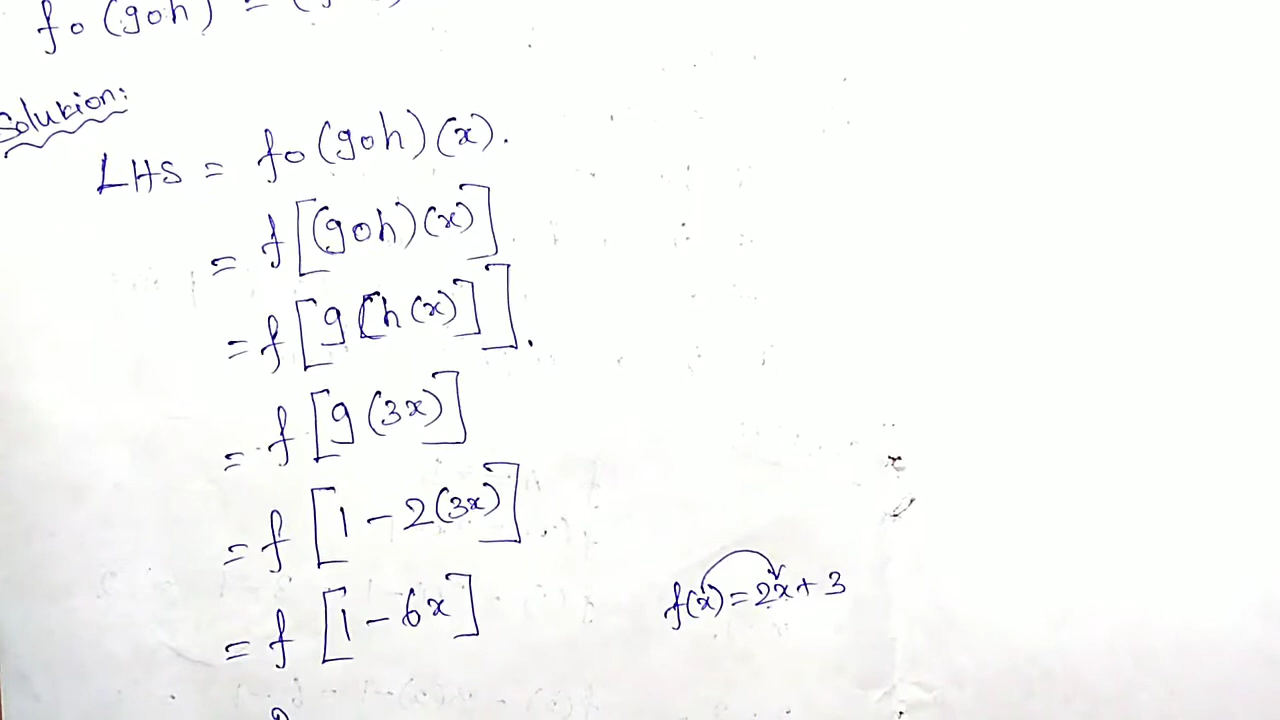 fo(goh) = (
Solution:
LHS = fo(goh)(x).
= f[(goh)(x)]
= f[g[h(x)]].
= f[g(3x)]
= f[1-2(3x)].
= f[1-6x]
f(x) = 2x+3